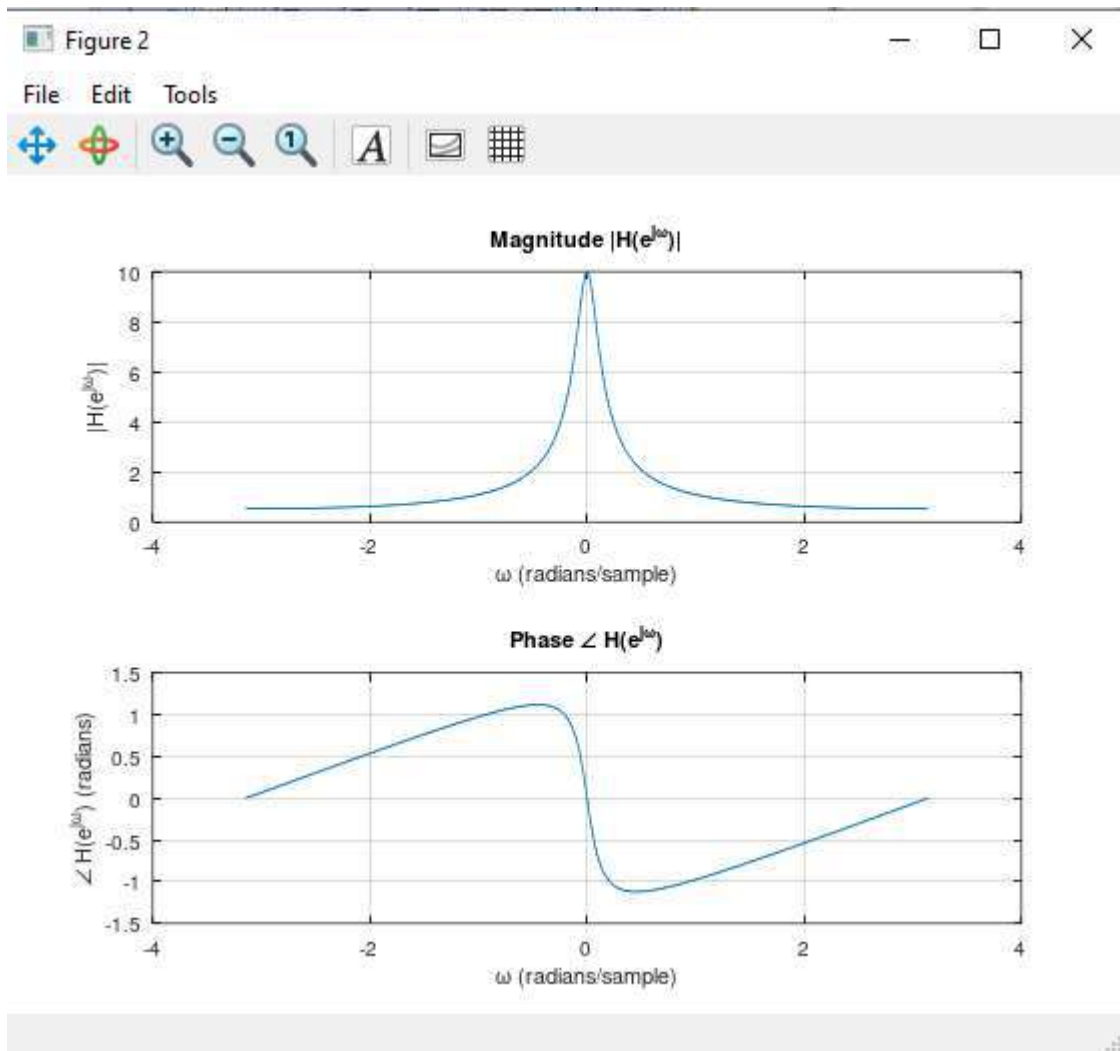 Figure 2
File Edit Tools
1 A
Magnitude |H(e^jω)|
10
8
6
4
2
0
|H(e^jω)|
-4 -2 0 2 4
ω (radians/sample)
Phase ∠ H(e^jω)
1.5
1
0.5
0
-0.5
-1
-1.5
∠ H(e^jω) (radians)
-4 -2 0 2 4
ω (radians/sample)